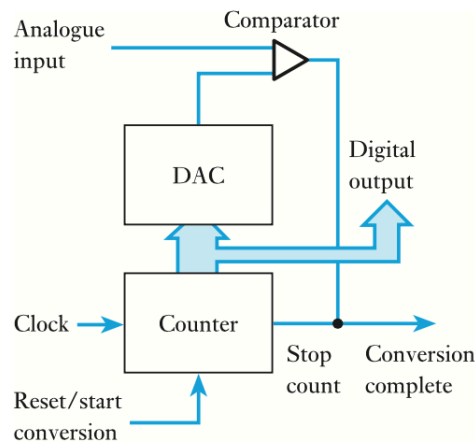 Comparator
Analogue
input
DAC
Digital
output
Clock
Counter
Stop
count
Conversion
complete
Reset/start
conversion